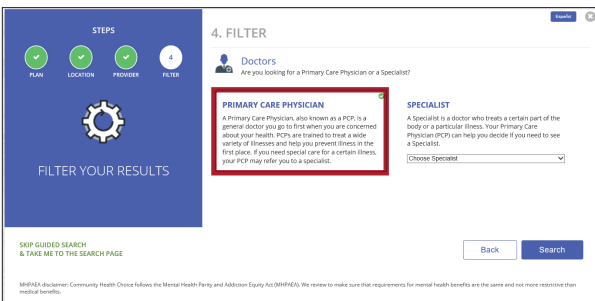 Español
STEPS
4
PLAN
LOCATION
PROVIDER
FILTER
FILTER YOUR RESULTS
4. FILTER
Doctors
Are you looking for a Primary Care Physician or a Specialist?
PRIMARY CARE PHYSICIAN
A Primary Care Physician, also known as a PCP, is a
general doctor you go to first when you are concerned
about your health. PCPs are trained to treat a wide
variety of illnesses and help you prevent illness in the
first place. If you need special care for a certain illness,
your PCP may refer you to a specialist.
SPECIALIST
A Specialist is a doctor who treats a certain part of the
body or a particular illness. Your Primary Care
Physician (PCP) can help you decide if you need to see
a Specialist.
Choose Specialist
SKIP GUIDED SEARCH
& TAKE ME TO THE SEARCH PAGE
Back
Search
MHPAEA disclaimer: Community Health Choice follows the Mental Health Parity and Addiction Equity Act (MHPAEA). We review to make sure that requirements for mental health benefits are the same and not more restrictive than
medical benefits.